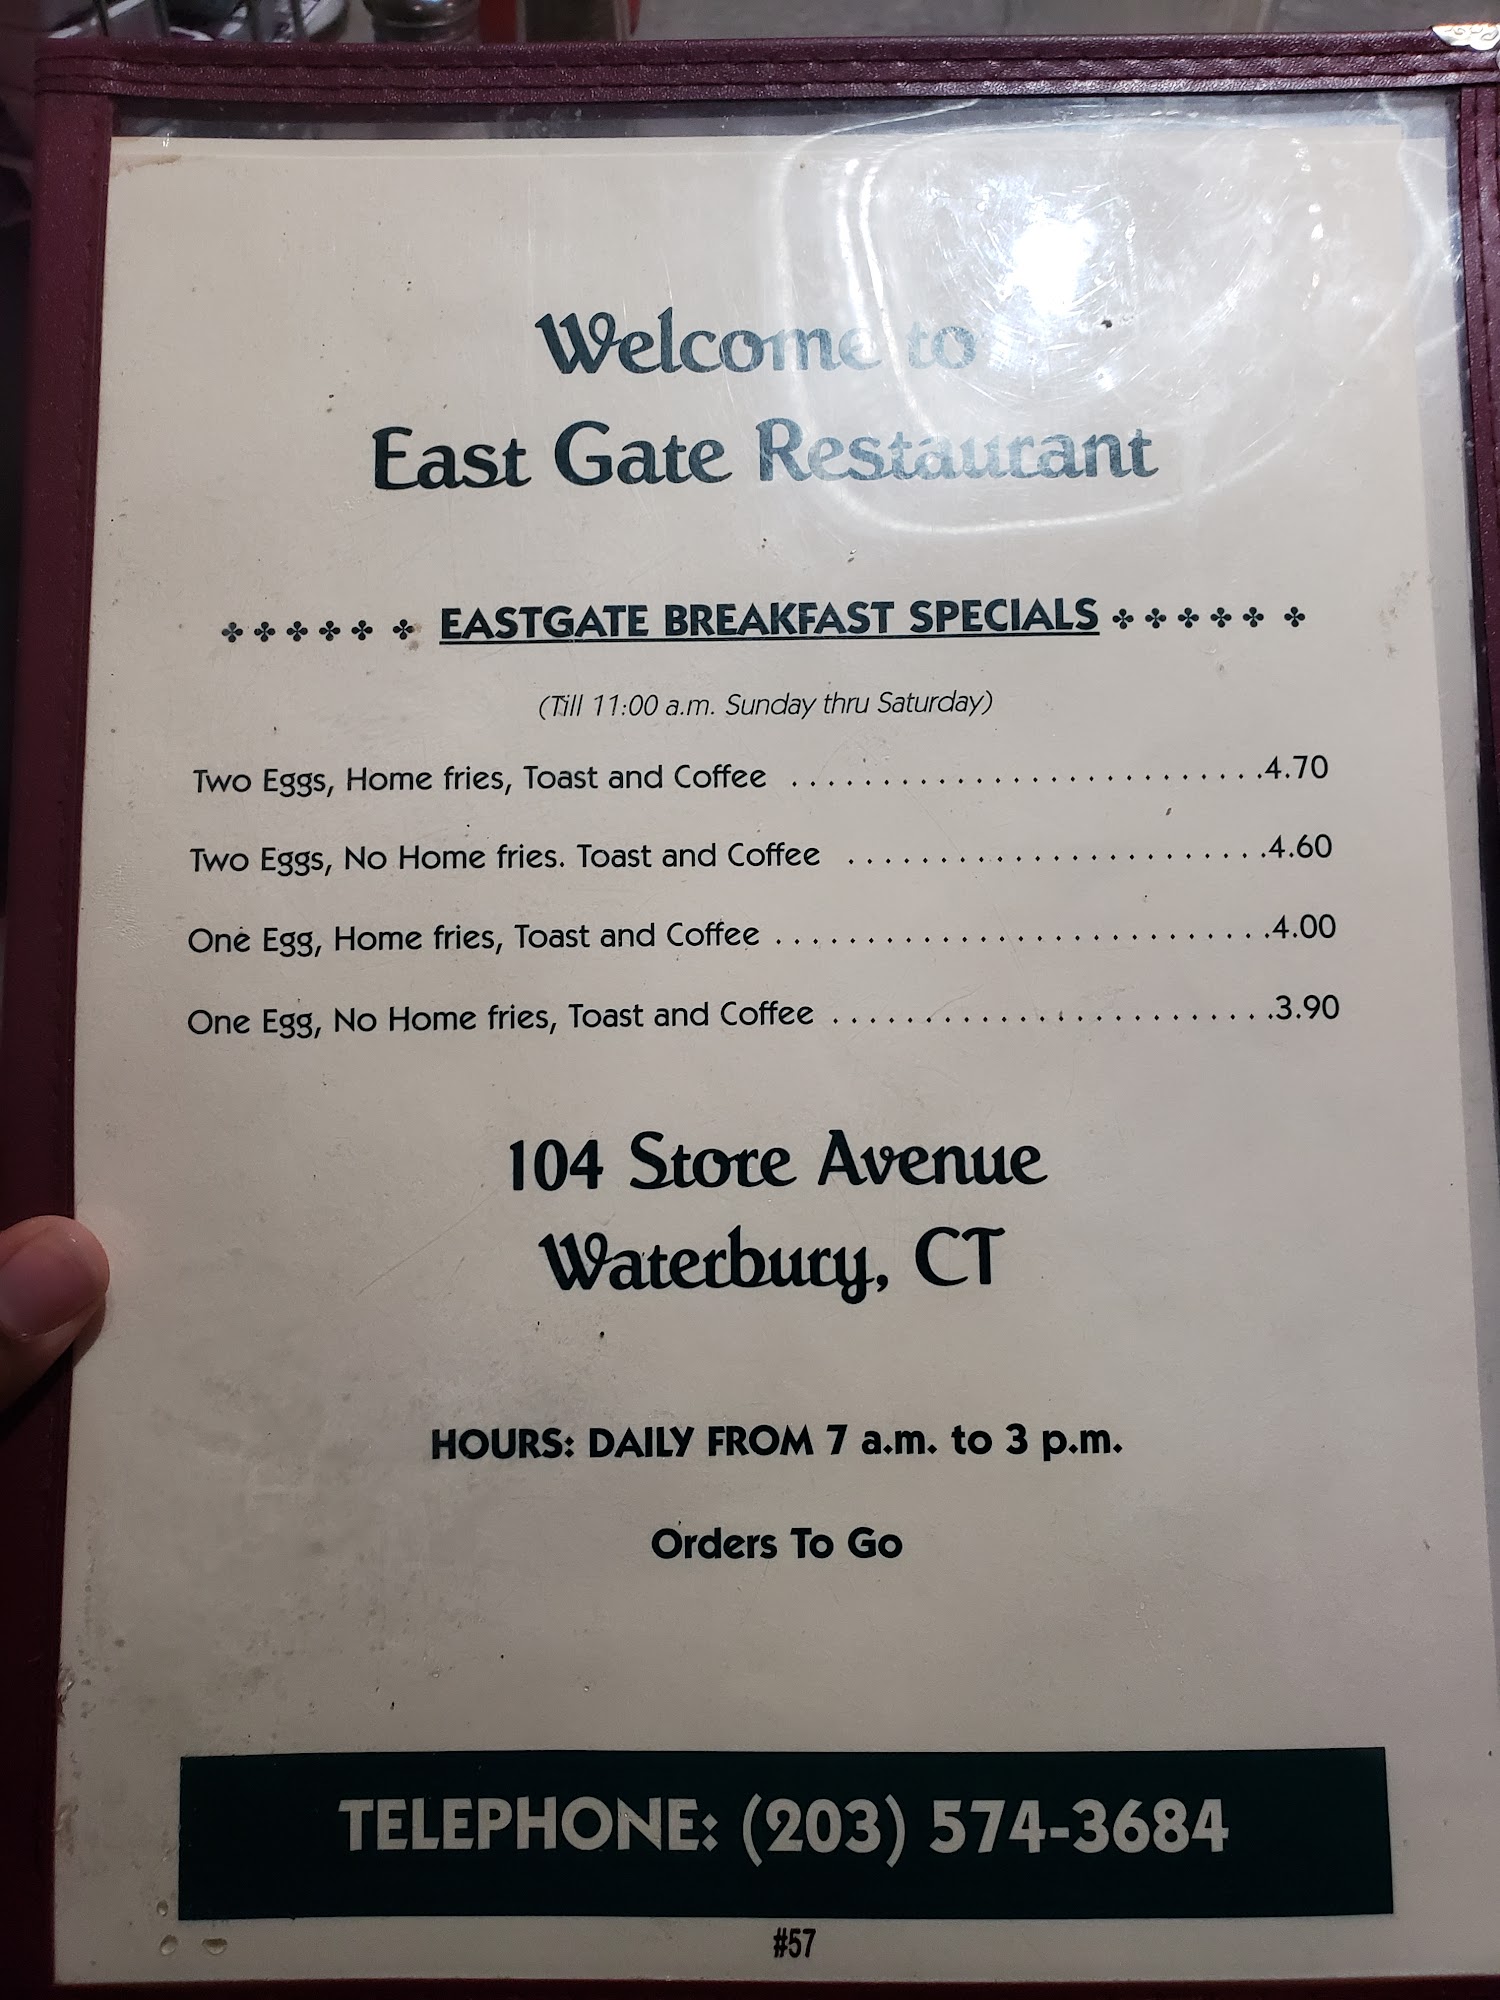 Welcome to
East Gate Restaurant
EASTGATE BREAKFAST SPECIALS
(Till 11:00 a.m. Sunday thru Saturday)
Two Eggs, Home fries, Toast and Coffee ..........................4.70
Two Eggs, No Home fries. Toast and Coffee .......................4.60
One Egg, Home fries, Toast and Coffee ...........................4.00
One Egg, No Home fries, Toast and Coffee ........................3.90
104 Store Avenue
Waterbury, CT
HOURS: DAILY FROM 7 a.m. to 3 p.m.
Orders To Go
TELEPHONE: (203) 574-3684
#57